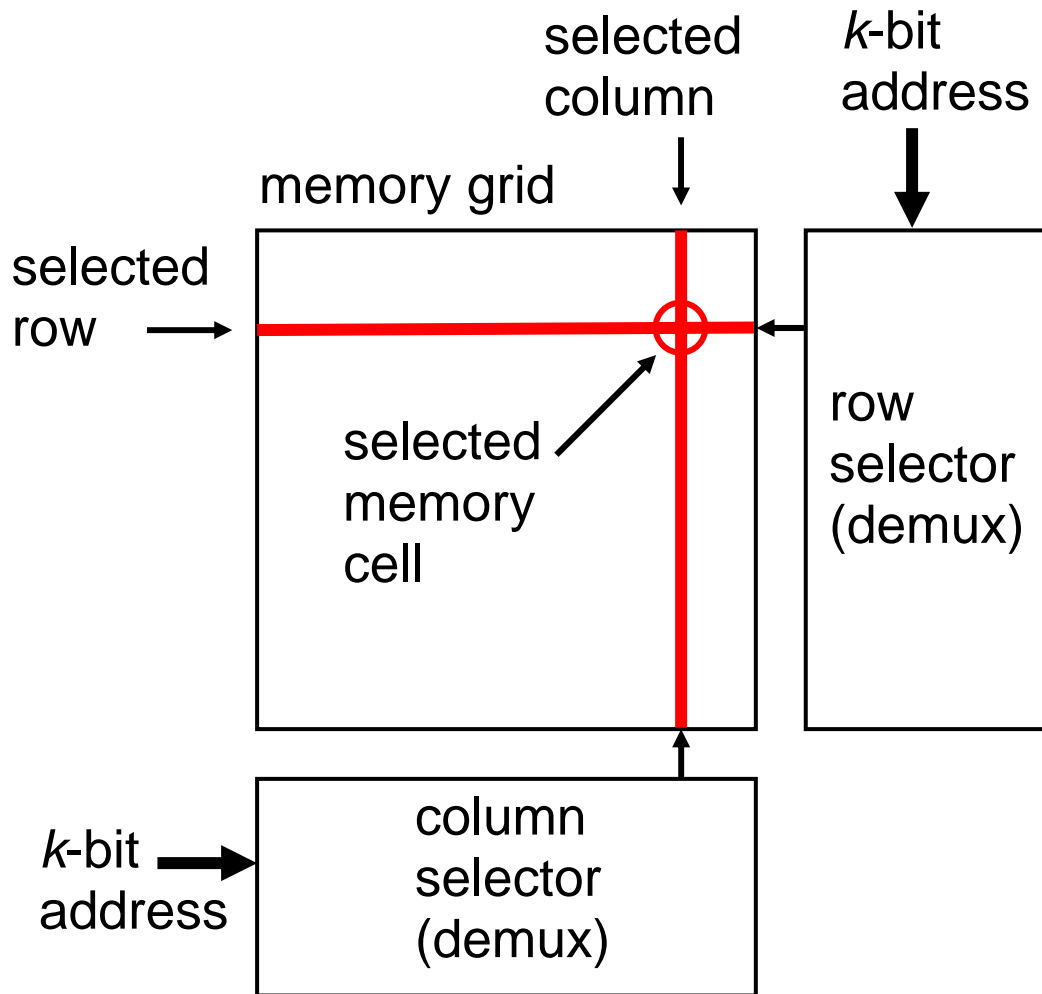 selected
column
k-bit
address
memory grid
selected
row
selected
memory
cell
row
selector
(demux)
k-bit
address
column
selector
(demux)